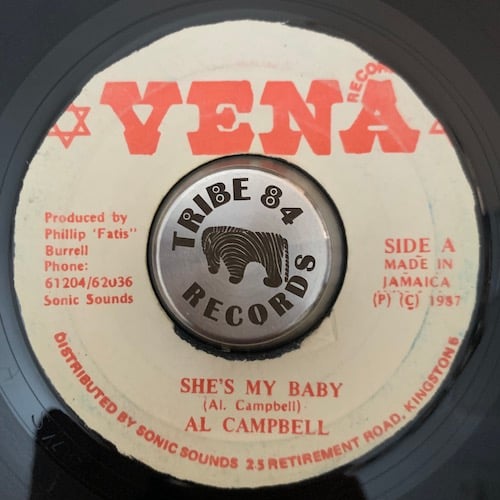 VENA
RECORDS
Produced by
Phillip 'Fatis"
Burrell
Phone:
61204/62036
Sonic Sounds
TRIBE 84
RECORDS
SIDE A
MADE IN
JAMAICA
(P) (C) 1987
SHE'S MY BABY
(Al. Campbell)
AL CAMPBELL
DISTRIBUTED BY SONIC SOUNDS 25 RETIREMENT ROAD, KINGSTON 5